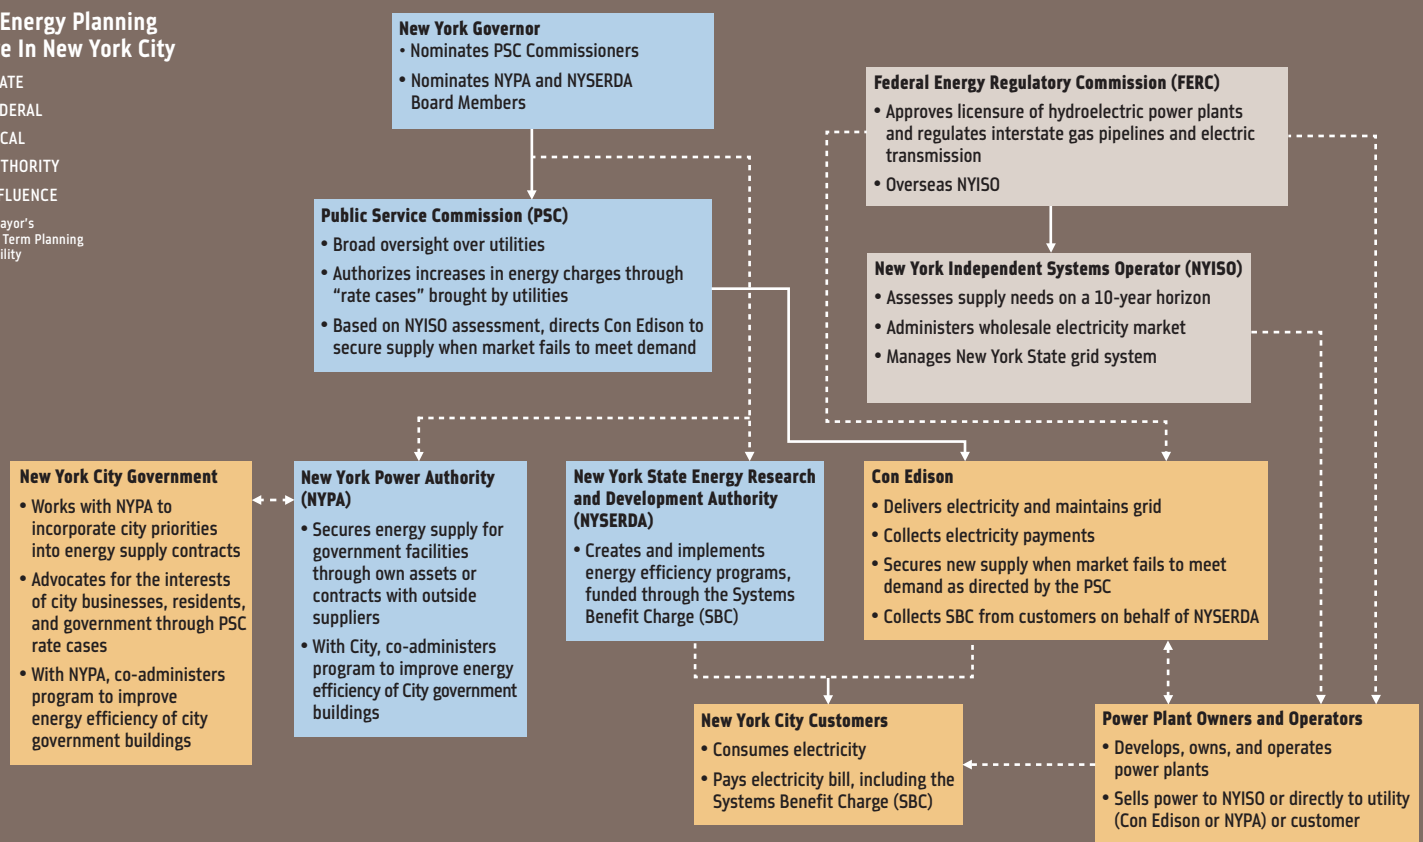 Energy Planning
e In New York City
ATE
DERAL
CAL
THORITY
FLUENCE
ayor's
Term Planning
ility
New York Governor
• Nominates PSC Commissioners
• Nominates NYPA and NYSERDA
Board Members
Federal Energy Regulatory Commission (FERC)
• Approves licensure of hydroelectric power plants
and regulates interstate gas pipelines and electric
transmission
• Overseas NYISO
Public Service Commission (PSC)
• Broad oversight over utilities
• Authorizes increases in energy charges through
“rate cases” brought by utilities
• Based on NYISO assessment, directs Con Edison to
secure supply when market fails to meet demand
New York Independent Systems Operator (NYISO)
• Assesses supply needs on a 10-year horizon
• Administers wholesale electricity market
• Manages New York State grid system
New York City Government
• Works with NYPA to
incorporate city priorities
into energy supply contracts
• Advocates for the interests
of city businesses, residents,
and government through PSC
rate cases
• With NYPA, co-administers
program to improve
energy efficiency of city
government buildings
New York Power Authority
(NYPA)
• Secures energy supply for
government facilities
through own assets or
contracts with outside
suppliers
• With City, co-administers
program to improve energy
efficiency of City government
buildings
New York State Energy Research
and Development Authority
(NYSERDA)
• Creates and implements
energy efficiency programs,
funded through the Systems
Benefit Charge (SBC)
Con Edison
• Delivers electricity and maintains grid
• Collects electricity payments
• Secures new supply when market fails to meet
demand as directed by the PSC
• Collects SBC from customers on behalf of NYSERDA
New York City Customers
• Consumes electricity
• Pays electricity bill, including the
Systems Benefit Charge (SBC)
Power Plant Owners and Operators
• Develops, owns, and operates
power plants
• Sells power to NYISO or directly to utility
(Con Edison or NYPA) or customer